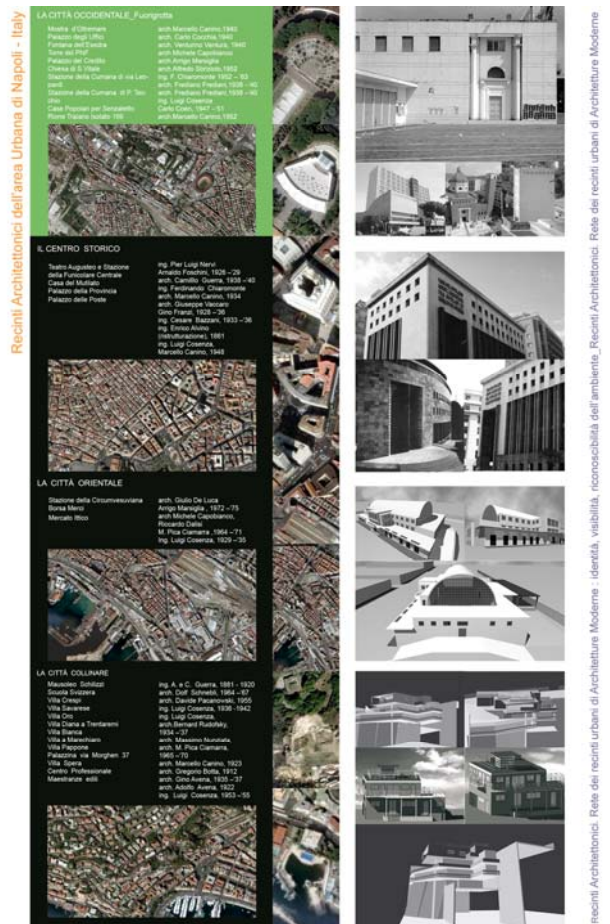 Recinti Architettonici dell'area Urbana di Napoli - Italy
LA CITTÀ OCCIDENTALE_Fuorigrotta
Mostra d'Oltremare
Palazzo degli Uffici
Fontana dell'Esedra
Torre del PNF
Palazzo del Credito
Chiesa di S.Vitale
Stazione della Cumana di via Leo-
pardi
Stazione della Cumana di P. Tec-
chio
Case Popolari per Senzatetto
Rione Traiano isolato 169
arch.Marcello Canino,1940
arch. Carlo Cocchia,1940
arch. Venturino Ventura, 1940
arch.Michele Capobianco
arch.Arrigo Marsiglia
arch.Alfredo Sbriziolo,1952
ing. F. Chiaromonte 1952 - '63
arch. Frediano Frediani,1938 -'40
arch. Frediano Frediani,1938 -'40
ing. Luigi Cosenza
Carlo Coen, 1947 - 51
arch.Marcello Canino,1952
IL CENTRO STORICO
Teatro Augusteo e Stazione
della Funicolare Centrale
Casa del Mutilato
Palazzo della Provincia
Palazzo delle Poste
ing. Pier Luigi Nervi
Arnaldo Foschini, 1926 -'29
arch. Camillo Guerra, 1938 -'40
ing. Ferdinando Chiaromonte
arch. Marcello Canino, 1934
arch. Giuseppe Vaccaro
Gino Franzi, 1928 -'36
ing. Cesare Bazzani, 1933 -'36
ing. Enrico Alvino
(ristrutturazione), 1861
ing. Luigi Cosenza,
Marcello Canino, 1948
LA CITTÀ ORIENTALE
Stazione della Circumvesuviana
Borsa Merci
Mercato Ittico
arch. Giulio De Luca
Arrigo Marsiglia , 1972 -'75
arch Michele Capobianco,
Riccardo Dalisi
M. Pica Ciamarra ,1964 -'71
ing. Luigi Cosenza, 1929 -'35
LA CITTÀ COLLINARE
Mausoleo Schilizzi
Scuola Svizzera
Villa Crespi
Villa Savarese
Villa Oro
Villa Diana a Trentaremi
Villa Bianca
Villa a Marechiaro
Villa Pappone
Palazzina via Morghen 37
Villa Spera
Centro Professionale
Maestranze edili
ing. A. e C. Guerra, 1881 - 1920
arch. Dolf Schnebli, 1964 -'67
arch. Davide Pacanowski, 1955
ing. Luigi Cosenza, 1936 -1942
ing. Luigi Cosenza,
arch.Bernard Rudofsky,
1934 -'37
arch. Massimo Nunziata,
arch. M. Pica Ciamarra,
1965 -'70
arch. Marcello Canino, 1923
arch. Gregorio Botta, 1912
arch. Gino Avena, 1935 -'37
arch. Adolfo Avena, 1922
ing. Luigi Cosenza, 1953 -'55
Recinti Architettonici. Rete dei recinti urbani di Architetture Moderne : identità, visibilità, riconoscibilità dell'ambiente_Recinti Architettonici. Rete dei recinti urbani di Architetture Moderne